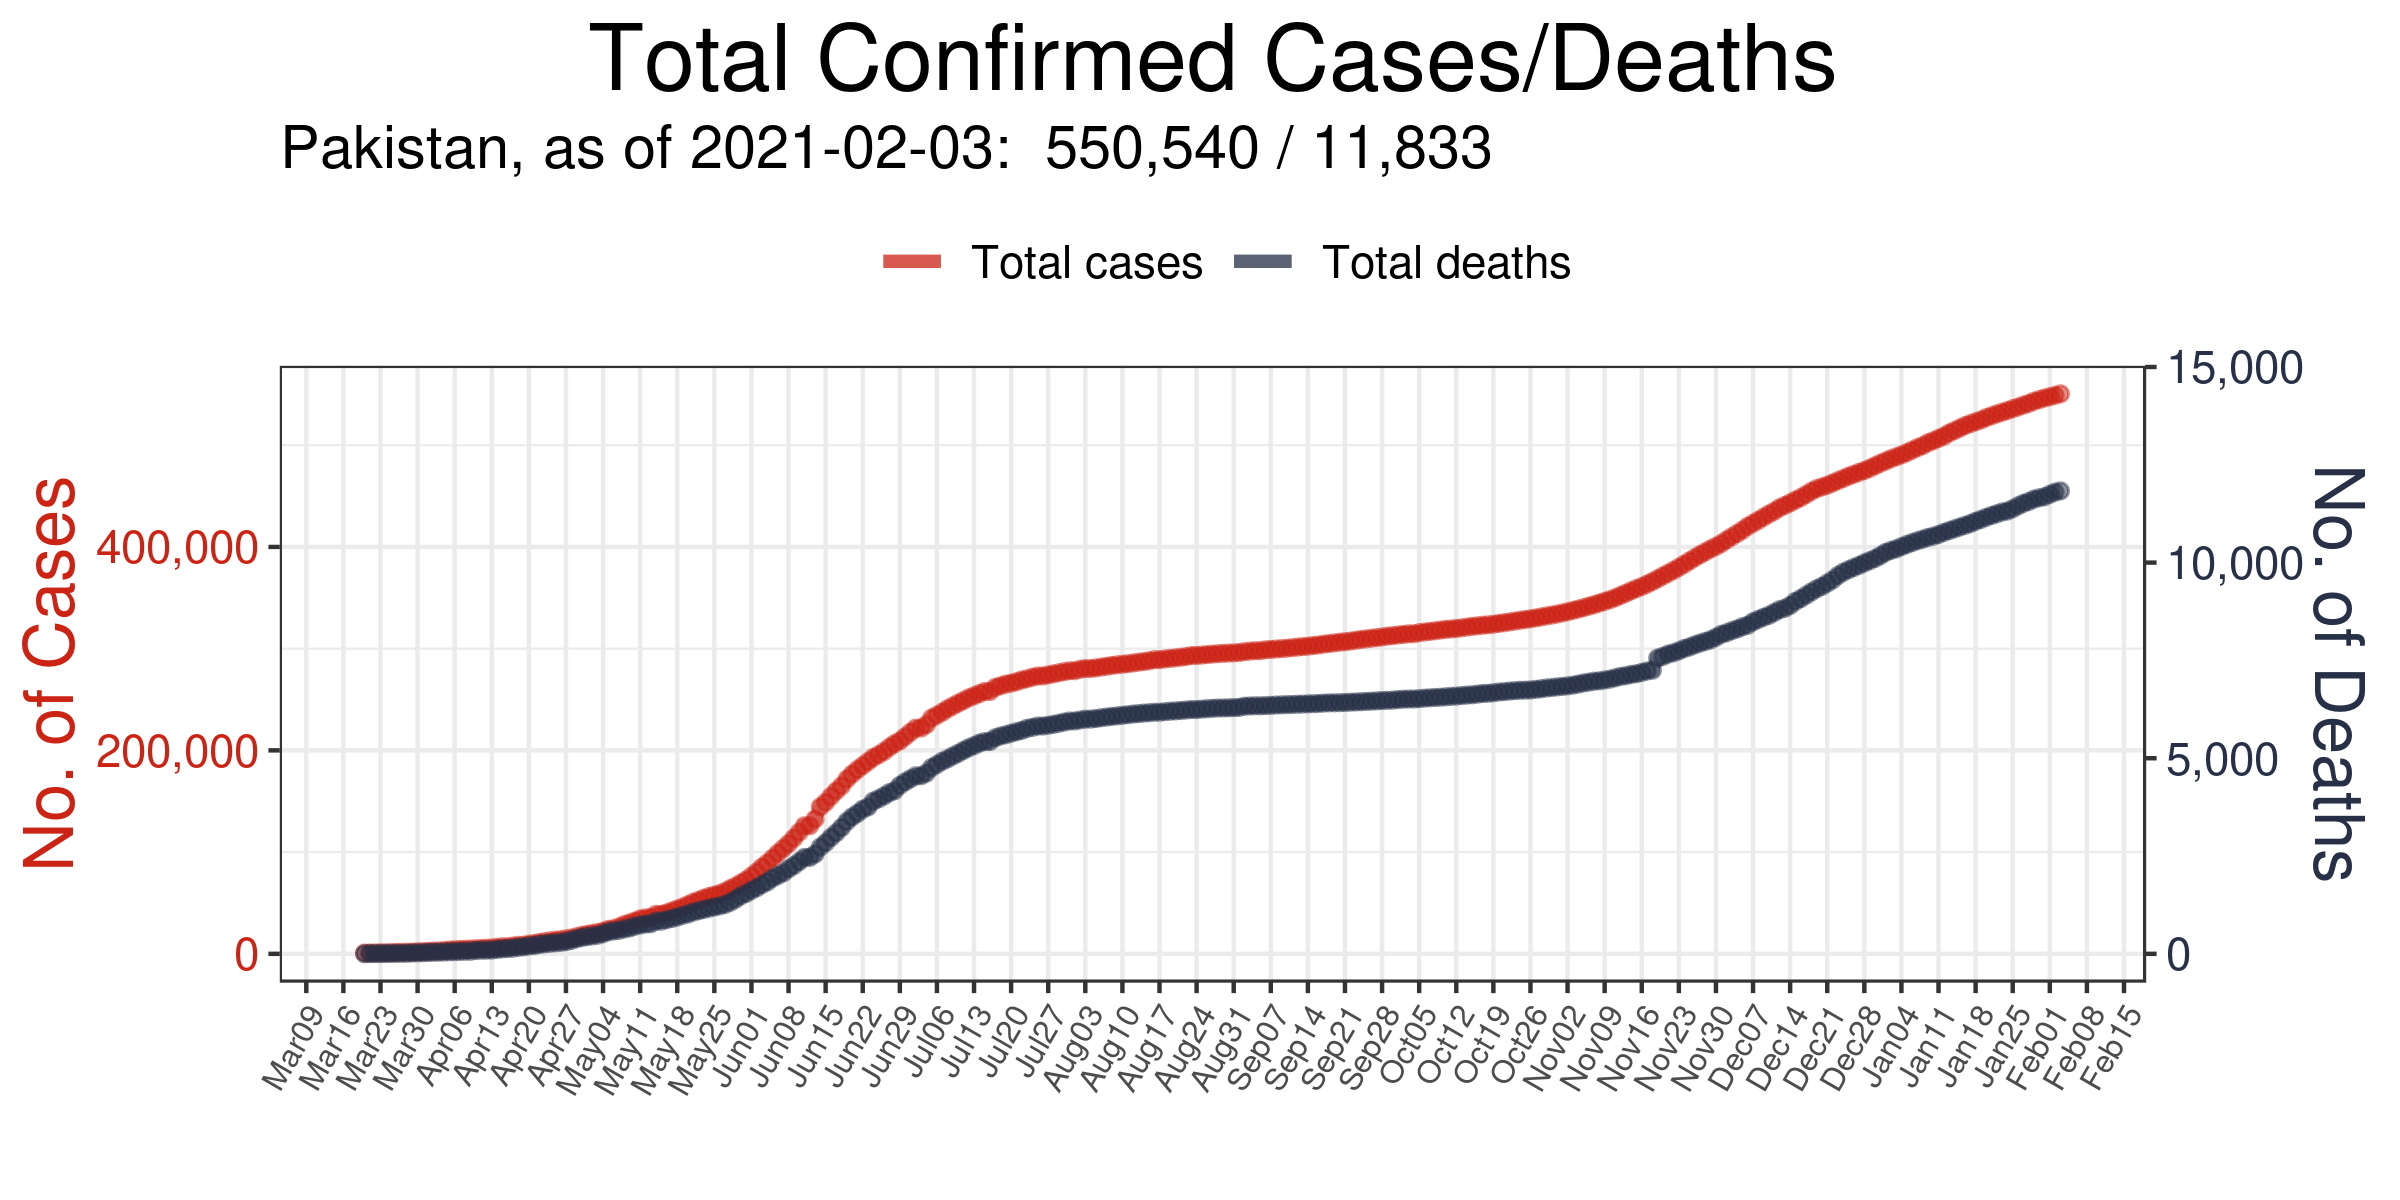 Total Confirmed Cases/Deaths
Pakistan, as of 2021-02-03:  550,540 / 11,833
Total cases
Total deaths
No. of Cases
400,000
200,000
0
15,000
10,000
5,000
0
No. of Deaths
Mar09
Mar16
Mar23
Mar30
Apr06
Apr13
Apr20
Apr27
May04
May11
May18
May25
Jun01
Jun08
Jun15
Jun22
Jun29
Jul06
Jul13
Jul20
Jul27
Aug03
Aug10
Aug17
Aug24
Aug31
Sep07
Sep14
Sep21
Sep28
Oct05
Oct12
Oct19
Oct26
Nov02
Nov09
Nov16
Nov23
Nov30
Dec07
Dec14
Dec21
Dec28
Jan04
Jan11
Jan18
Jan25
Feb01
Feb08
Feb15